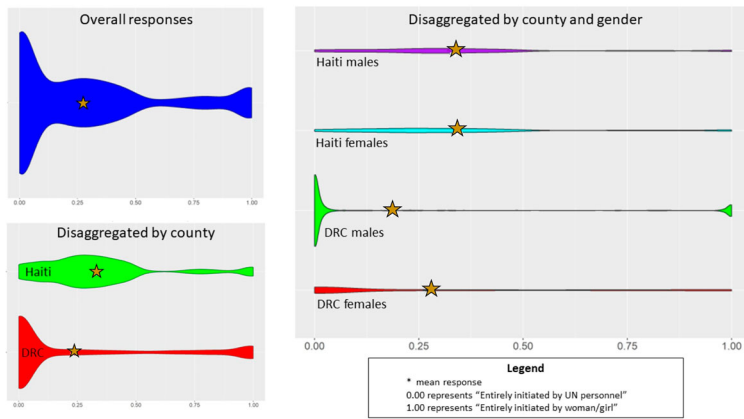 Overall responses
0.00 0.25 0.50 0.75 1.00
Disaggregated by county
Haiti
DRC
0.00 0.25 0.50 0.75 1.00
Disaggregated by county and gender
Haiti males
Haiti females
DRC males
DRC females
0.00 0.25 0.50 0.75 1.00
Legend
* mean response
0.00 represents “Entirely initiated by UN personnel”
1.00 represents “Entirely initiated by woman/girl”